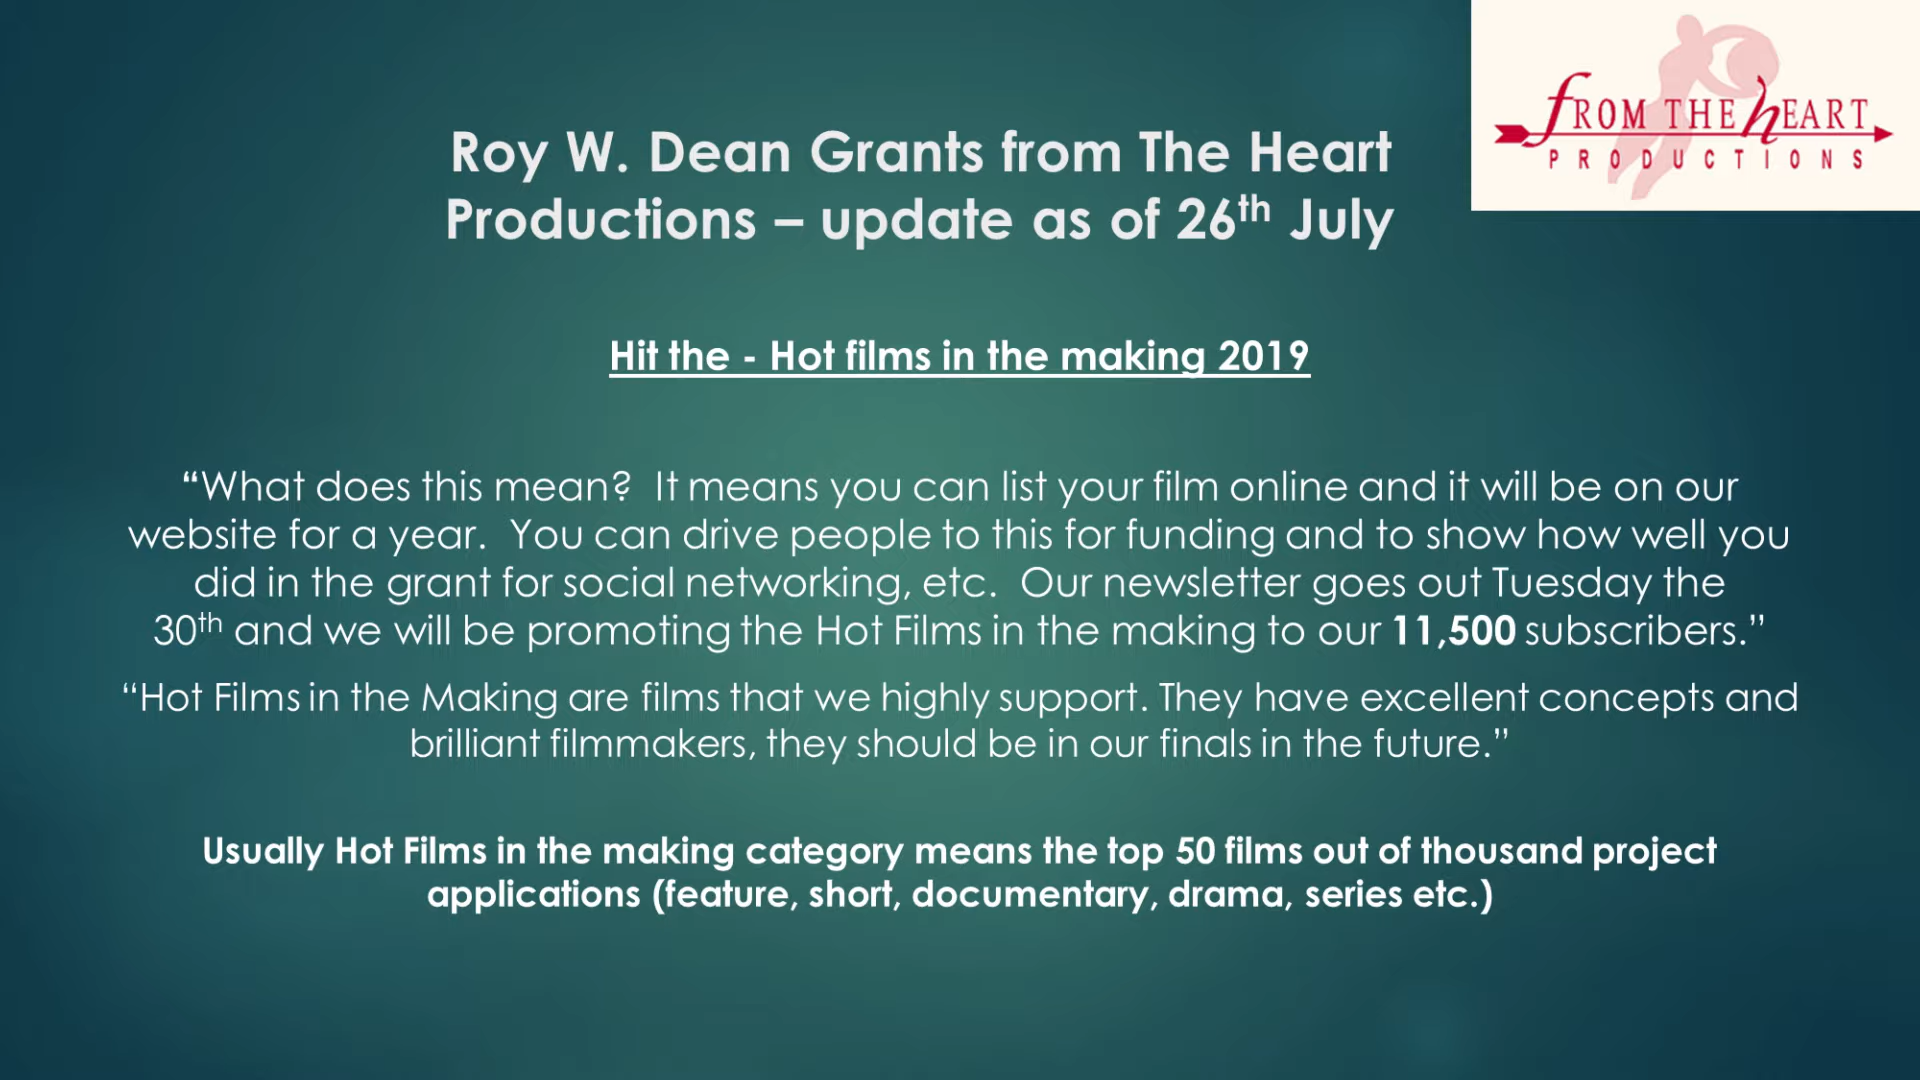 FROM THE HEART
PRODUCTIONS
Roy W. Dean Grants from The Heart
Productions – update as of 26th July
Hit the - Hot films in the making 2019
“What does this mean?  It means you can list your film online and it will be on our
website for a year.  You can drive people to this for funding and to show how well you
did in the grant for social networking, etc.  Our newsletter goes out Tuesday the
30th and we will be promoting the Hot Films in the making to our 11,500 subscribers.”
“Hot Films in the Making are films that we highly support. They have excellent concepts and
brilliant filmmakers, they should be in our finals in the future.”
Usually Hot Films in the making category means the top 50 films out of thousand project
applications (feature, short, documentary, drama, series etc.)